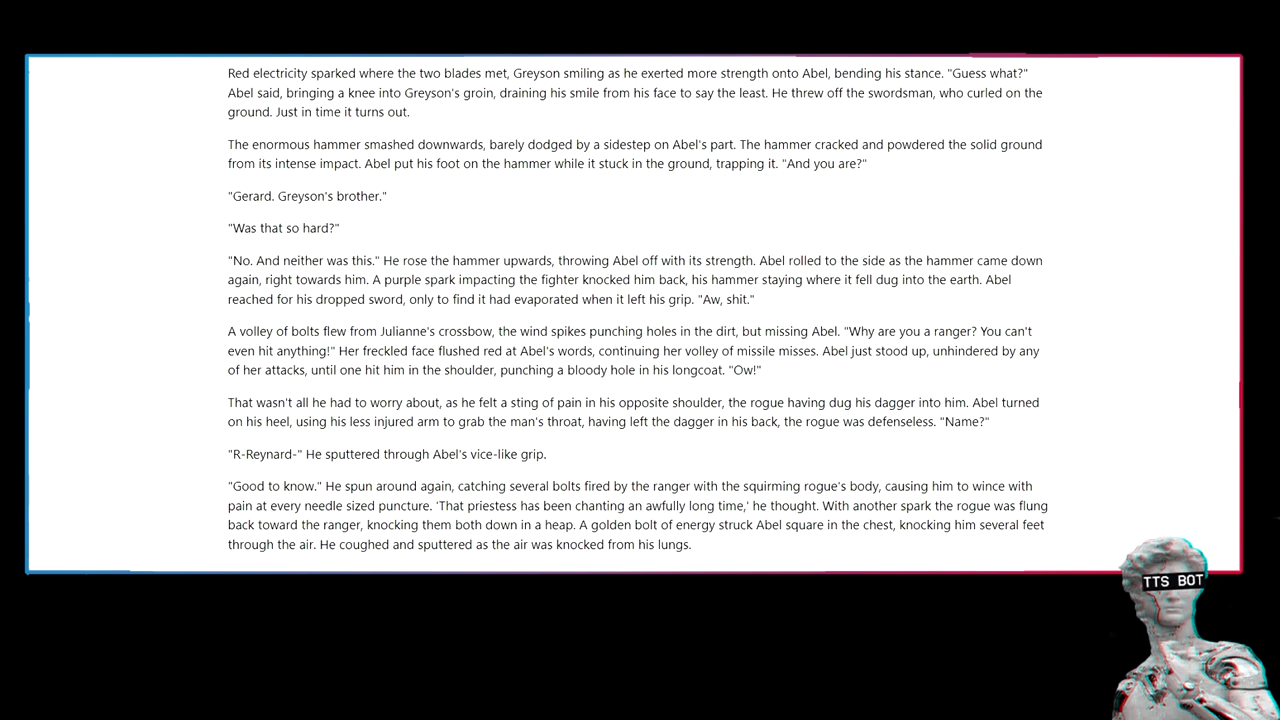 Red electricity sparked where the two blades met, Greyson smiling as he exerted more strength onto Abel, bending his stance. "Guess what?"
Abel said, bringing a knee into Greyson's groin, draining his smile from his face to say the least. He threw off the swordsman, who curled on the
ground. Just in time it turns out.
The enormous hammer smashed downwards, barely dodged by a sidestep on Abel's part. The hammer cracked and powdered the solid ground
from its intense impact. Abel put his foot on the hammer while it stuck in the ground, trapping it. "And you are?"
"Gerard. Greyson's brother."
"Was that so hard?"
"No. And neither was this." He rose the hammer upwards, throwing Abel off with its strength. Abel rolled to the side as the hammer came down
again, right towards him. A purple spark impacting the fighter knocked him back, his hammer staying where it fell dug into the earth. Abel
reached for his dropped sword, only to find it had evaporated when it left his grip. "Aw, shit."
A volley of bolts flew from Julianne's crossbow, the wind spikes punching holes in the dirt, but missing Abel. "Why are you a ranger? You can't
even hit anything!" Her freckled face flushed red at Abel's words, continuing her volley of missile misses. Abel just stood up, unhindered by any
of her attacks, until one hit him in the shoulder, punching a bloody hole in his longcoat. "Ow!"
That wasn't all he had to worry about, as he felt a sting of pain in his opposite shoulder, the rogue having dug his dagger into him. Abel turned
on his heel, using his less injured arm to grab the man's throat, having left the dagger in his back, the rogue was defenseless. "Name?"
"R-Reynard-" He sputtered through Abel's vice-like grip.
"Good to know." He spun around again, catching several bolts fired by the ranger with the squirming rogue's body, causing him to wince with
pain at every needle sized puncture. 'That priestess has been chanting an awfully long time,' he thought. With another spark the rogue was flung
back toward the ranger, knocking them both down in a heap. A golden bolt of energy struck Abel square in the chest, knocking him several feet
through the air. He coughed and sputtered as the air was knocked from his lungs.
TTS BOT